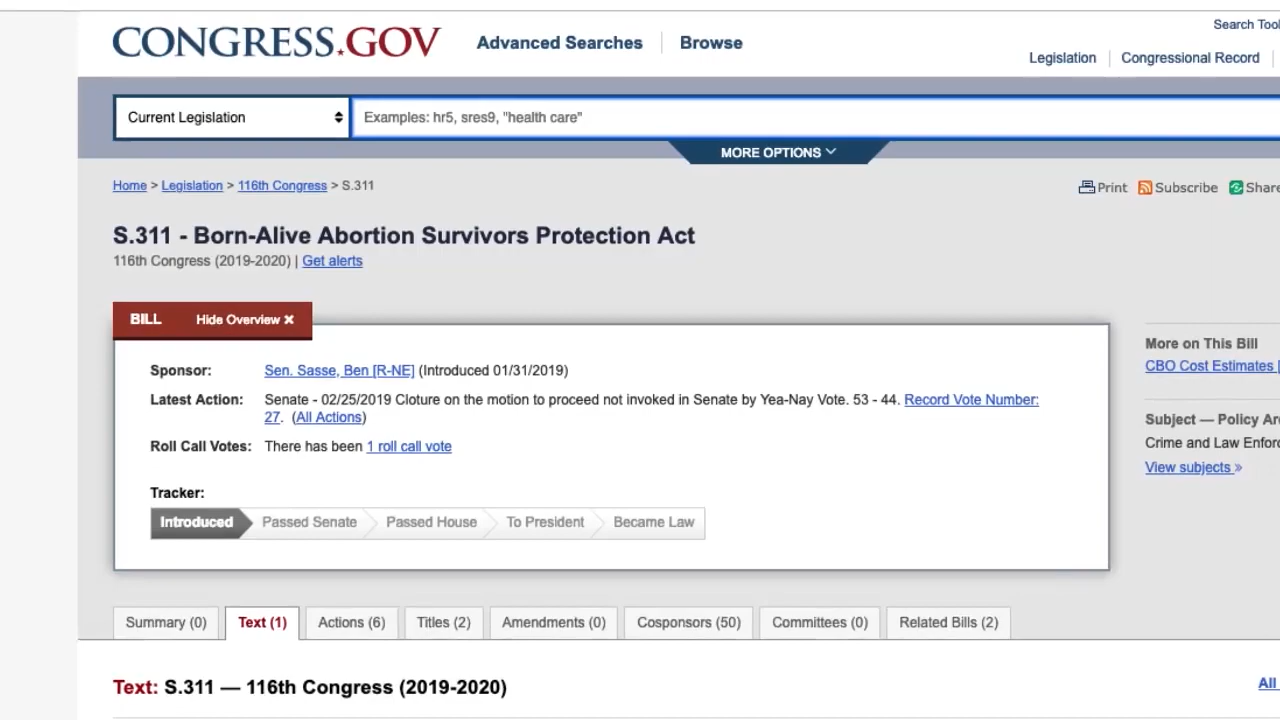 Search Tool
CONGRESS.GOV Advanced Searches Browse
Legislation Congressional Record
Current Legislation Examples: hr5, sres9, "health care"
MORE OPTIONS
Home > Legislation > 116th Congress > S.311
Print Subscribe Share
S.311 - Born-Alive Abortion Survivors Protection Act
116th Congress (2019-2020) | Get alerts
BILL Hide Overview ×
More on This Bill
CBO Cost Estimates [
Sponsor: Sen. Sasse, Ben [R-NE] (Introduced 01/31/2019)
Latest Action: Senate - 02/25/2019 Cloture on the motion to proceed not invoked in Senate by Yea-Nay Vote. 53 - 44. Record Vote Number:
27. (All Actions)
Subject — Policy Ar
Crime and Law Enfor
Roll Call Votes: There has been 1 roll call vote
View subjects »
Tracker:
Introduced Passed Senate Passed House To President Became Law
Summary (0) Text (1) Actions (6) Titles (2) Amendments (0) Cosponsors (50) Committees (0) Related Bills (2)
Text: S.311 — 116th Congress (2019-2020)
All